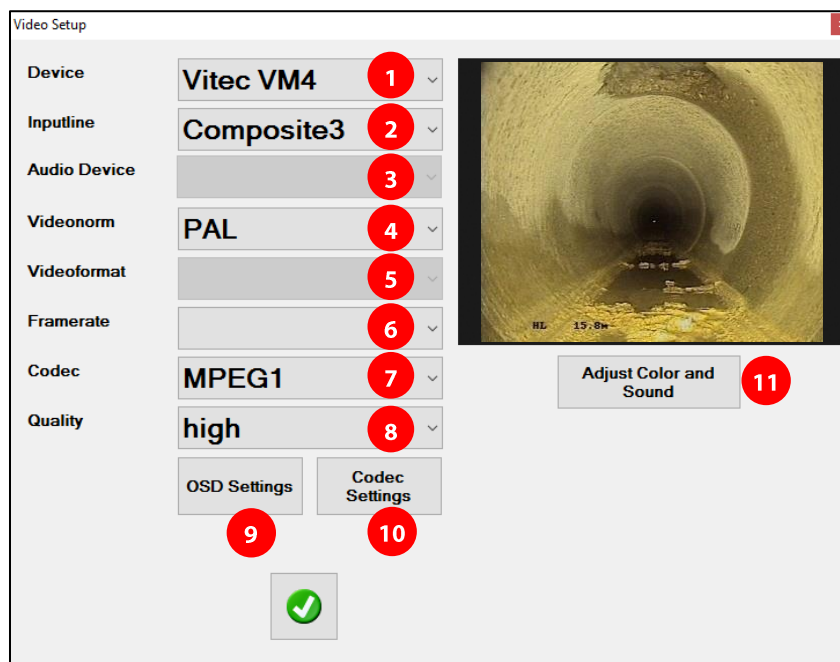 Video Setup
Device
Vitec VM4
1
Inputline
Composite3
2
Audio Device
3
Videonorm
PAL
4
Videoformat
5
Framerate
6
Codec
MPEG1
7
Quality
high
8
OSD Settings
Codec
Settings
9
10
HL 15.8m
Adjust Color and
Sound
11